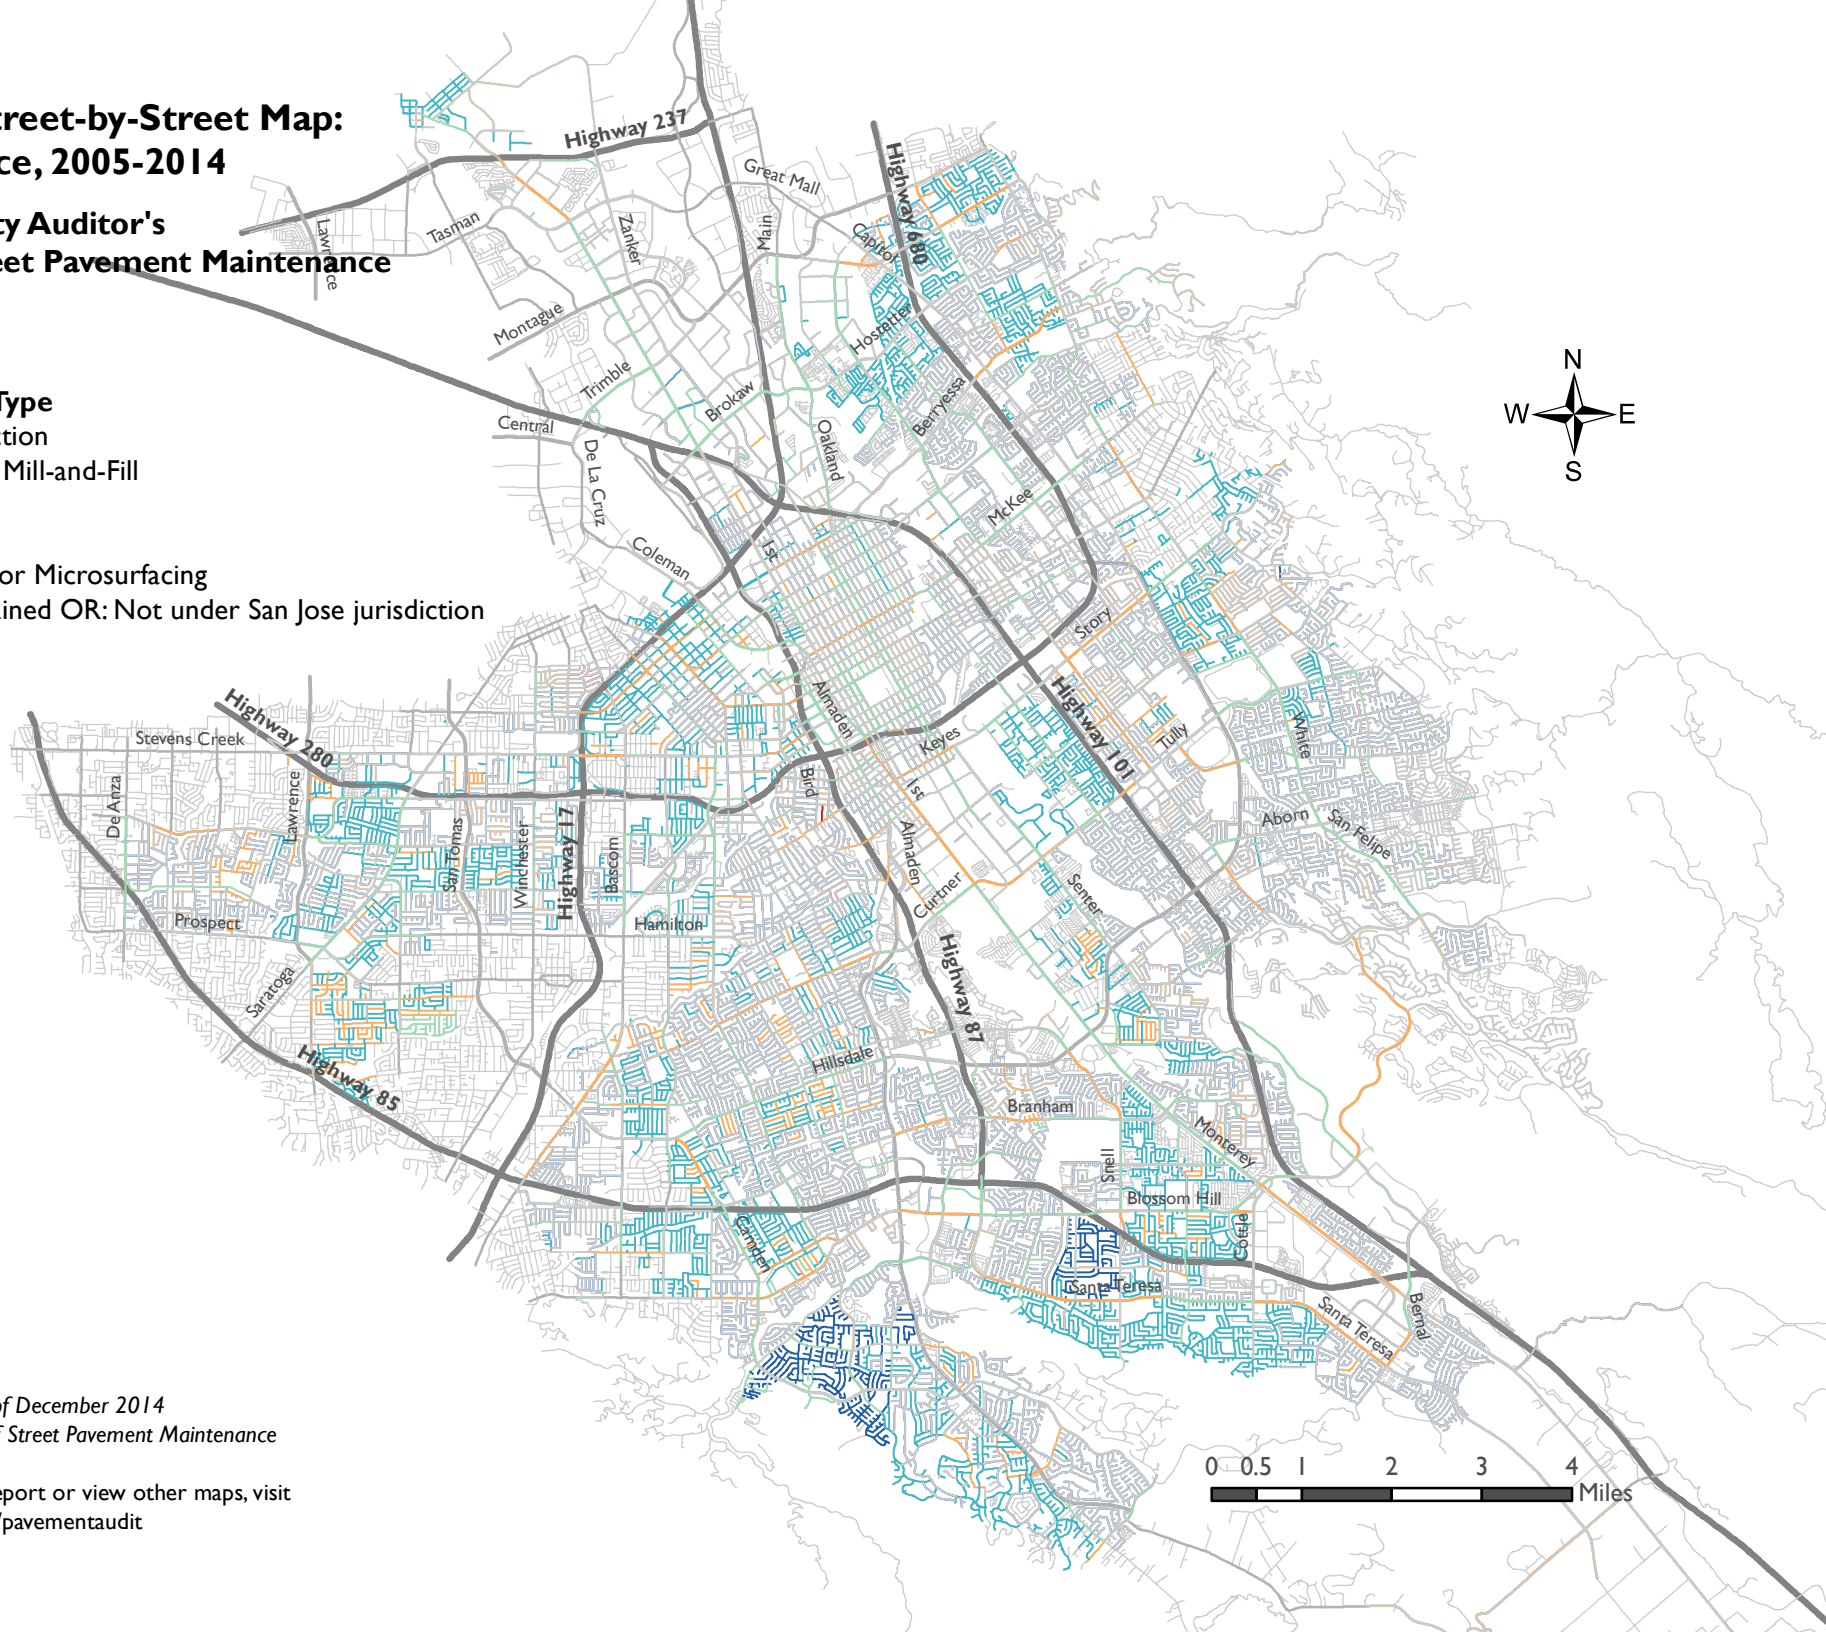 treet-by-Street Map:
ce, 2005-2014
ty Auditor's
eet Pavement Maintenance
Type
ction
Mill-and-Fill
or Microsurfacing
ined OR: Not under San Jose jurisdiction
of December 2014
f Street Pavement Maintenance
eport or view other maps, visit
/pavementaudit
Highway 237
Great Mall
Highway 680
Lawrence
Tasman
Zanker
Main
Capitol
Montague
Hostetter
Trimble
Brokaw
Berryessa
Central
De La Cruz
Oakland
McKee
1st
Coleman
Story
Highway 280
Stevens Creek
Almaden
Keyes
Highway 101
Tully
White
De Anza
Lawrence
San Tomas
Winchester
Highway 17
Bascom
Bird
1st
Almaden
Aborn
San Felipe
Prospect
Hamilton
Curtner
Senter
Saratoga
Highway 87
Highway 85
Hillsdale
Branham
Monterey
Snell
Blossom Hill
Camden
Cottle
Santa Teresa
Santa Teresa
Bernal
N
W
E
S
0 0.5 1 2 3 4
Miles